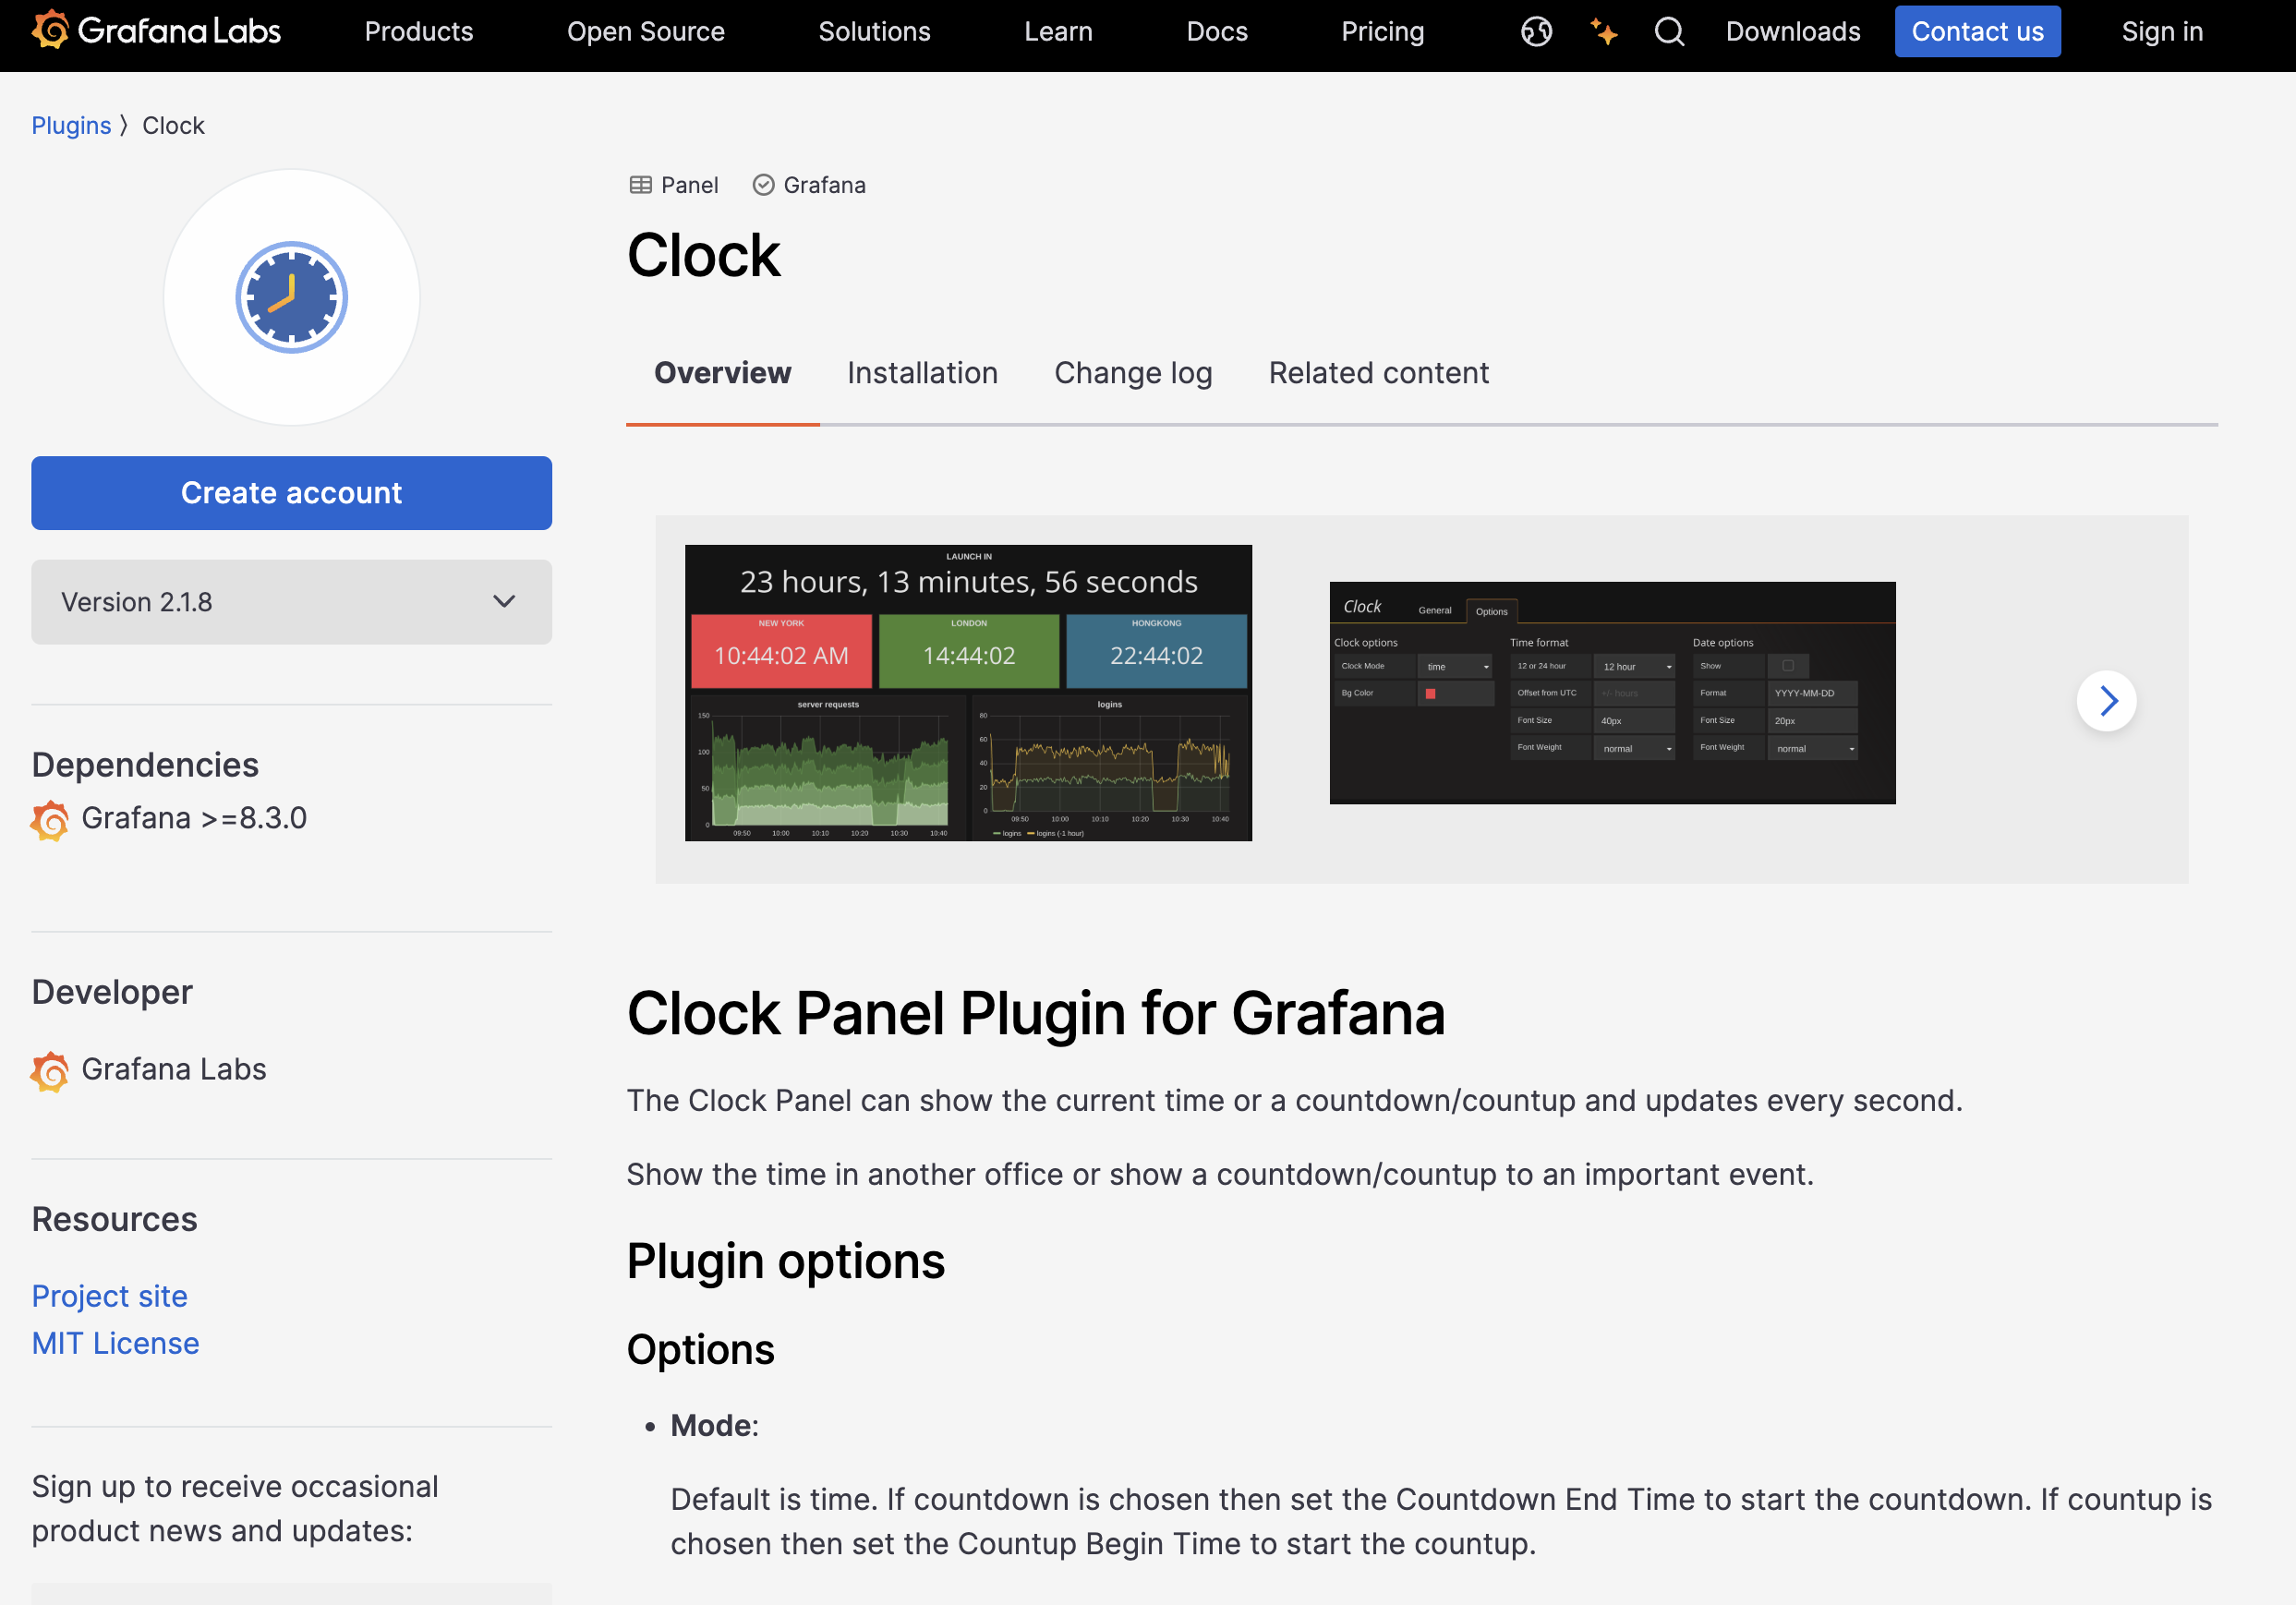 Grafana Labs
Products
Open Source
Solutions
Learn
Docs
Pricing
Downloads
Contact us
Sign in
Plugins 〉 Clock
Create account
Version 2.1.8
Dependencies
Grafana >=8.3.0
Developer
Grafana Labs
Resources
Project site
MIT License
Sign up to receive occasional
product news and updates:
Panel
Grafana
Clock
Overview
Installation
Change log
Related content
LAUNCH IN
23 hours, 13 minutes, 56 seconds
NEW YORK
10:44:02 AM
LONDON
14:44:02
HONGKONG
22:44:02
server requests
150
100
50
0
09:50 10:00 10:10 10:20 10:30 10:40
logins
80
60
40
20
0
09:50 10:00 10:10 10:20 10:30 10:40
logins logins (-1 hour)
Clock
General
Options
Clock options
Clock Mode time
Bg Color
Time format
12 or 24 hour 12 hour
Offset from UTC +/- hours
Font Size 40px
Font Weight normal
Date options
Show
Format YYYY-MM-DD
Font Size 20px
Font Weight normal
Clock Panel Plugin for Grafana
The Clock Panel can show the current time or a countdown/countup and updates every second.
Show the time in another office or show a countdown/countup to an important event.
Plugin options
Options
• Mode:
Default is time. If countdown is chosen then set the Countdown End Time to start the countdown. If countup is
chosen then set the Countup Begin Time to start the countup.